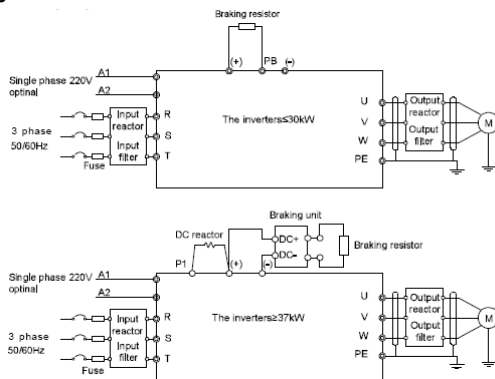 Braking resistor
(+)
PB
(-)
A1
Single phase 220V
optinal
A2
3 phase
50/60Hz
Fuse
Input
reactor
Input
filter
R
S
T
The inverters≤30kW
U
V
W
PE
Output
reactor
Output
filter
M
Braking unit
DC reactor
DC+
DC-
Braking resistor
P1
(+)
(-)
Single phase 220V
optinal
A1
A2
3 phase
50/60Hz
Fuse
Input
reactor
Input
filter
R
S
T
The inverters≥37kW
U
V
W
PE
Output
reactor
Output
filter
M